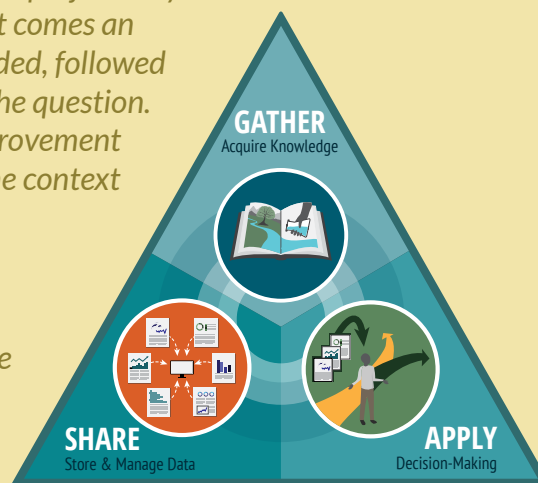 t comes an
ded, followed
he question.
rovement
e context
GATHER
Acquire Knowledge
e
SHARE
Store & Manage Data
APPLY
Decision-Making